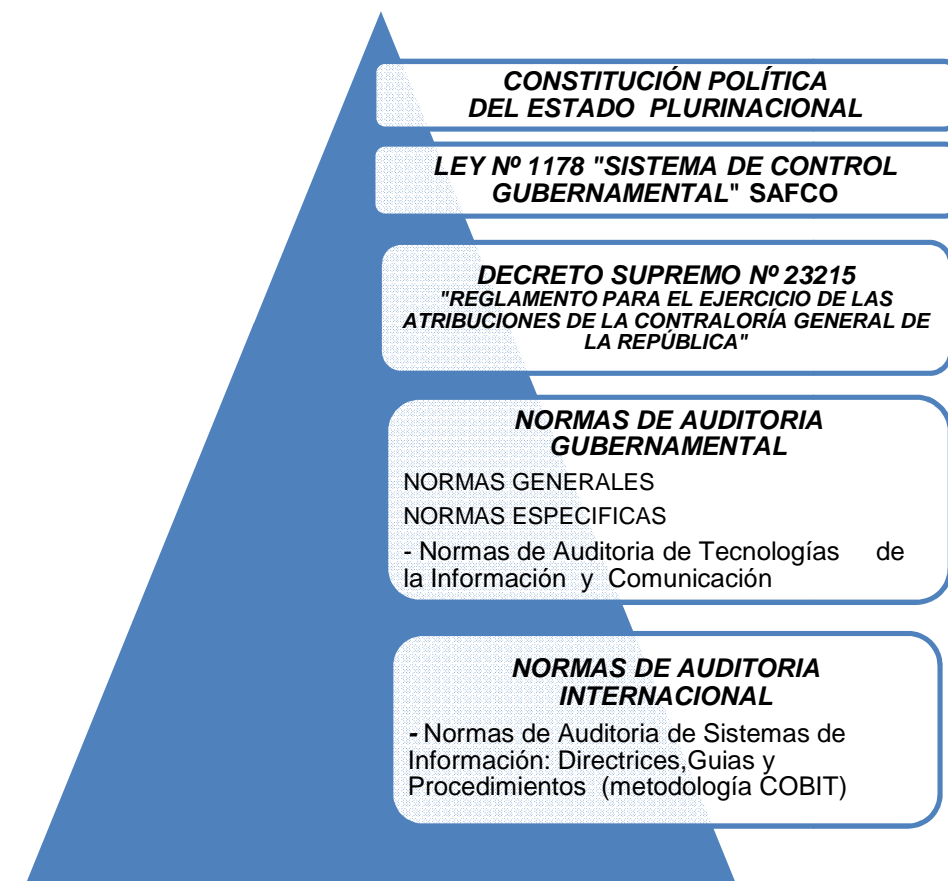 CONSTITUCIÓN POLÍTICA
DEL ESTADO PLURINACIONAL
LEY Nº 1178 "SISTEMA DE CONTROL
GUBERNAMENTAL" SAFCO
DECRETO SUPREMO Nº 23215
"REGLAMENTO PARA EL EJERCICIO DE LAS
ATRIBUCIONES DE LA CONTRALORÍA GENERAL DE
LA REPÚBLICA"
NORMAS DE AUDITORIA
GUBERNAMENTAL
NORMAS GENERALES
NORMAS ESPECIFICAS
- Normas de Auditoria de Tecnologías de
la Información y Comunicación
NORMAS DE AUDITORIA
INTERNACIONAL
- Normas de Auditoria de Sistemas de
Información: Directrices,Guias y
Procedimientos (metodología COBIT)